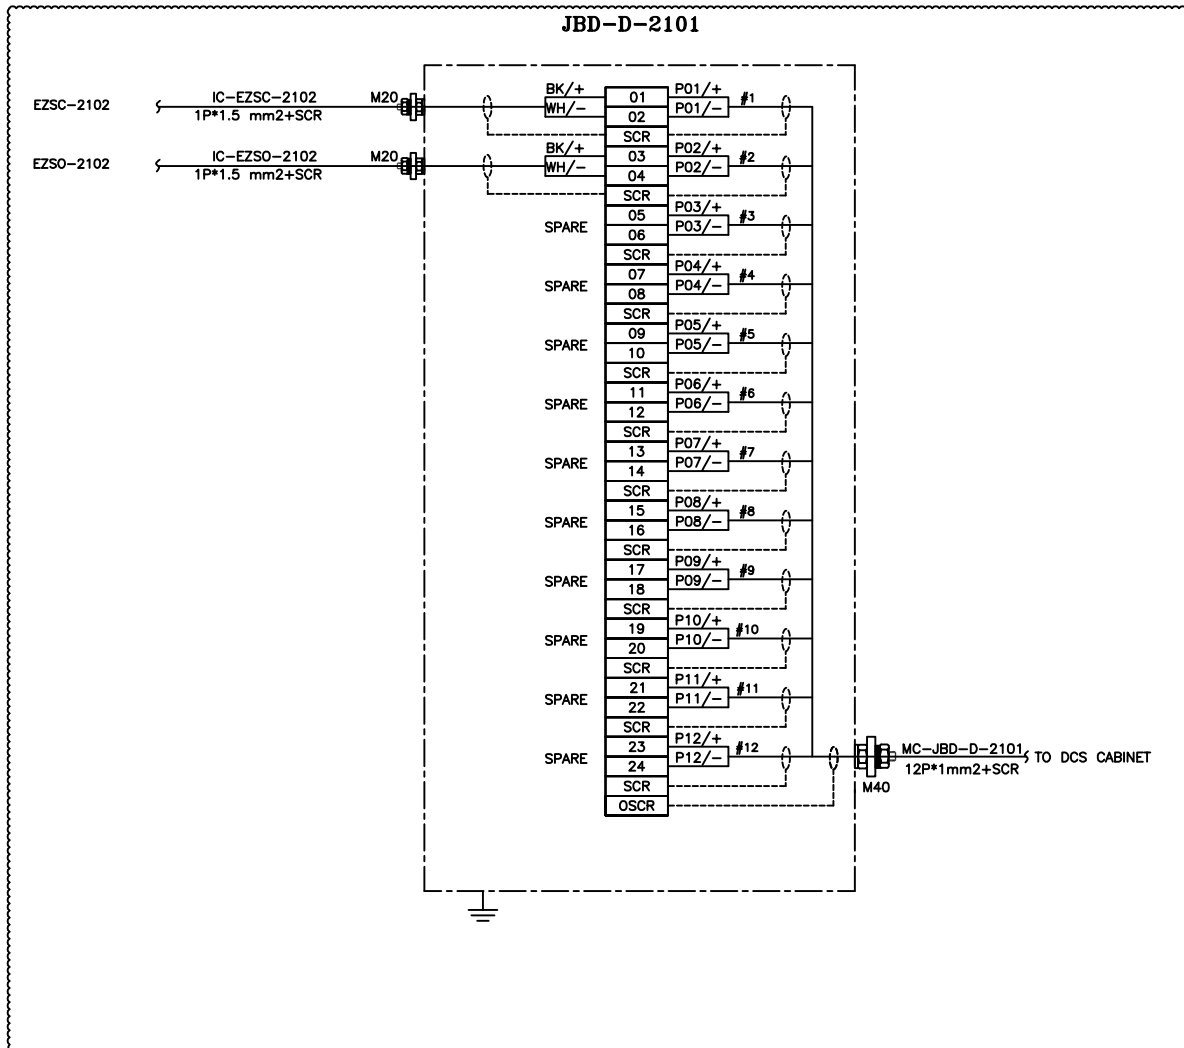 JBD-D-2101
EZSC-2102 IC-EZSC-2102 M20 BK/+ 01 P01/+ #1
1P*1.5 mm2+SCR WH/- 02 P01/-
SCR
EZSO-2102 IC-EZSO-2102 M20 BK/+ 03 P02/+ #2
1P*1.5 mm2+SCR WH/- 04 P02/-
SCR
05 P03/+ #3
SPARE 06 P03/-
SCR
07 P04/+ #4
SPARE 08 P04/-
SCR
09 P05/+ #5
SPARE 10 P05/-
SCR
11 P06/+ #6
SPARE 12 P06/-
SCR
13 P07/+ #7
SPARE 14 P07/-
SCR
15 P08/+ #8
SPARE 16 P08/-
SCR
17 P09/+ #9
SPARE 18 P09/-
SCR
19 P10/+ #10
SPARE 20 P10/-
SCR
21 P11/+ #11
SPARE 22 P11/-
SCR
23 P12/+ #12 MC-JBD-D-2101 TO DCS CABINET
SPARE 24 P12/- 12P*1mm2+SCR
SCR M40
OSCR